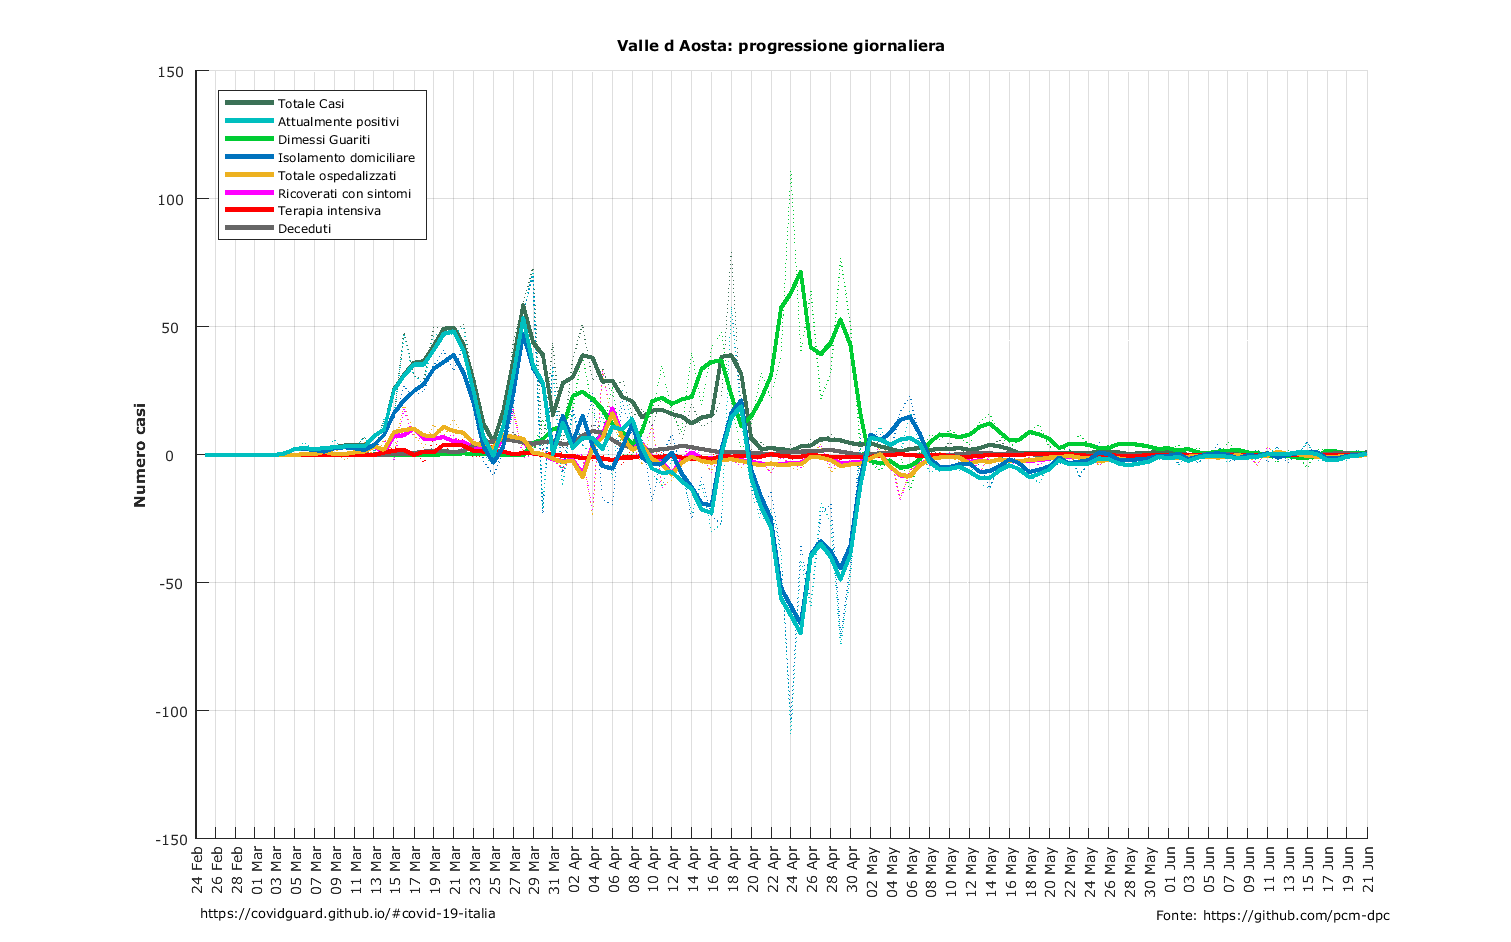 Valle d Aosta: progressione giornaliera
150
100
50
0
-50
-100
-150
Numero casi
Totale Casi
Attualmente positivi
Dimessi Guariti
Isolamento domiciliare
Totale ospedalizzati
Ricoverati con sintomi
Terapia intensiva
Deceduti
24 Feb
26 Feb
28 Feb
01 Mar
03 Mar
05 Mar
07 Mar
09 Mar
11 Mar
13 Mar
15 Mar
17 Mar
19 Mar
21 Mar
23 Mar
25 Mar
27 Mar
29 Mar
31 Mar
02 Apr
04 Apr
06 Apr
08 Apr
10 Apr
12 Apr
14 Apr
16 Apr
18 Apr
20 Apr
22 Apr
24 Apr
26 Apr
28 Apr
30 Apr
02 May
04 May
06 May
08 May
10 May
12 May
14 May
16 May
18 May
20 May
22 May
24 May
26 May
28 May
30 May
01 Jun
03 Jun
05 Jun
07 Jun
09 Jun
11 Jun
13 Jun
15 Jun
17 Jun
19 Jun
21 Jun
https://covidguard.github.io/#covid-19-italia
Fonte: https://github.com/pcm-dpc